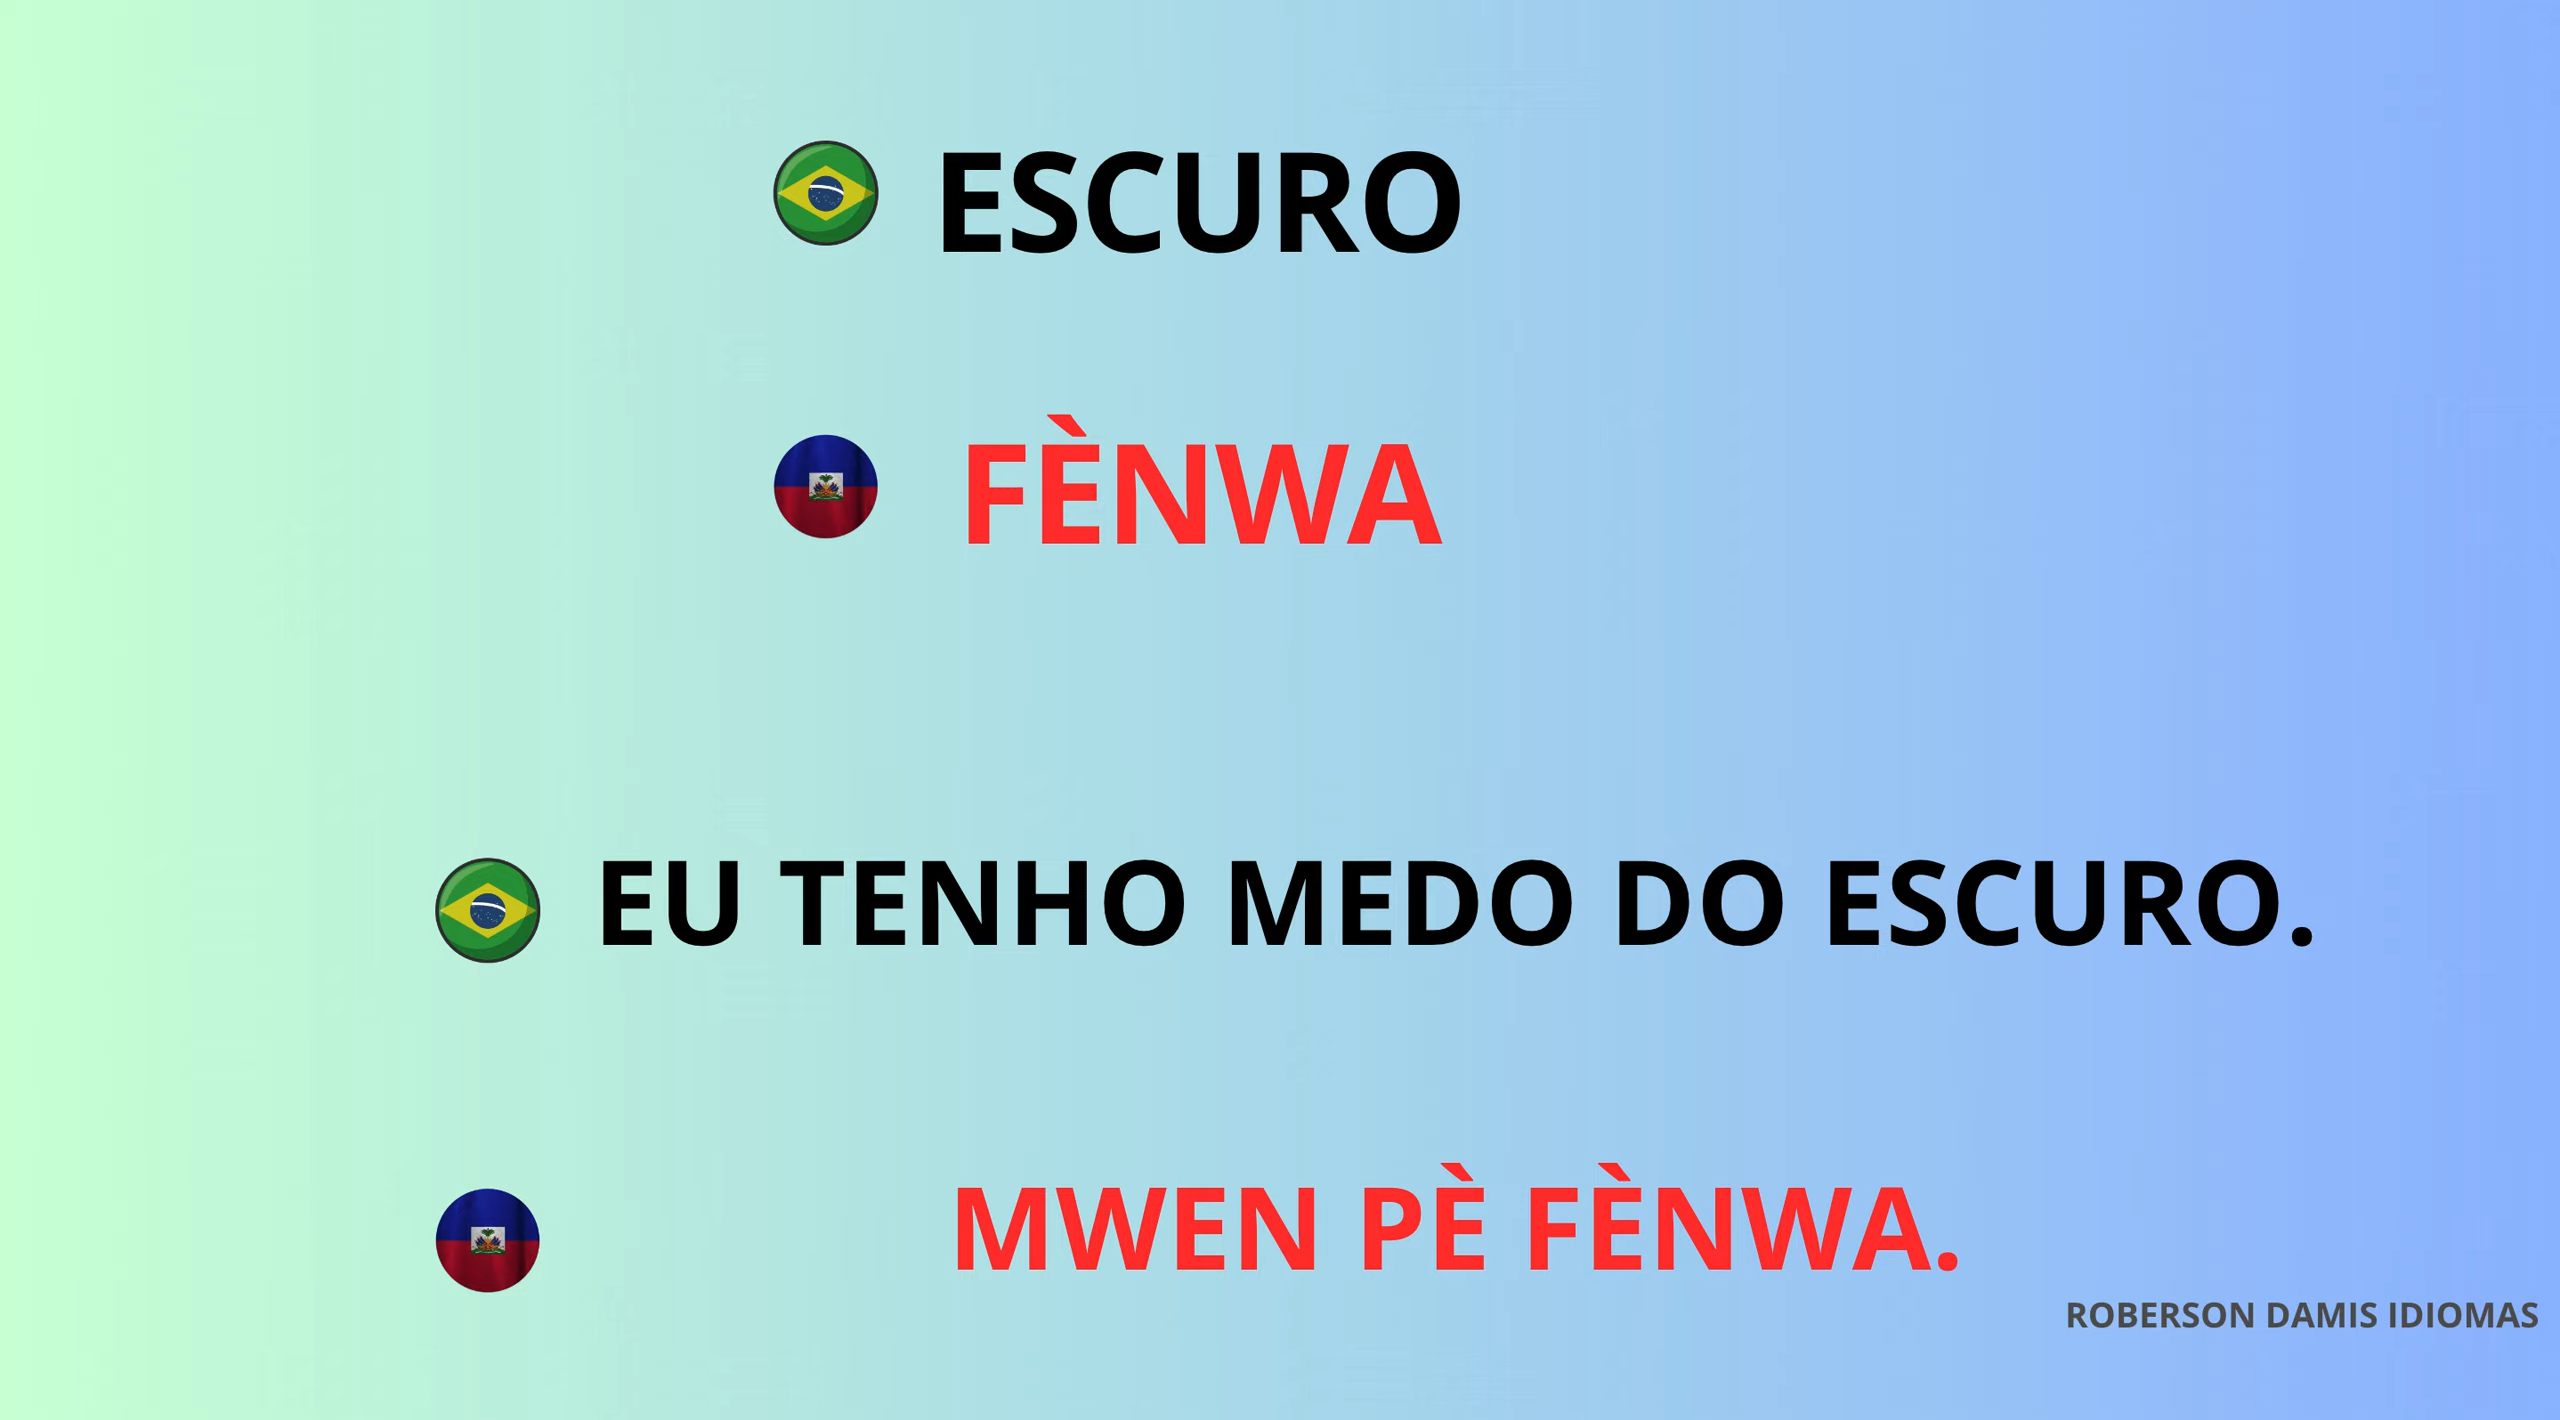 ESCURO
FÈNWA
EU TENHO MEDO DO ESCURO.
MWEN PÈ FÈNWA.
ROBERSON DAMIS IDIOMAS